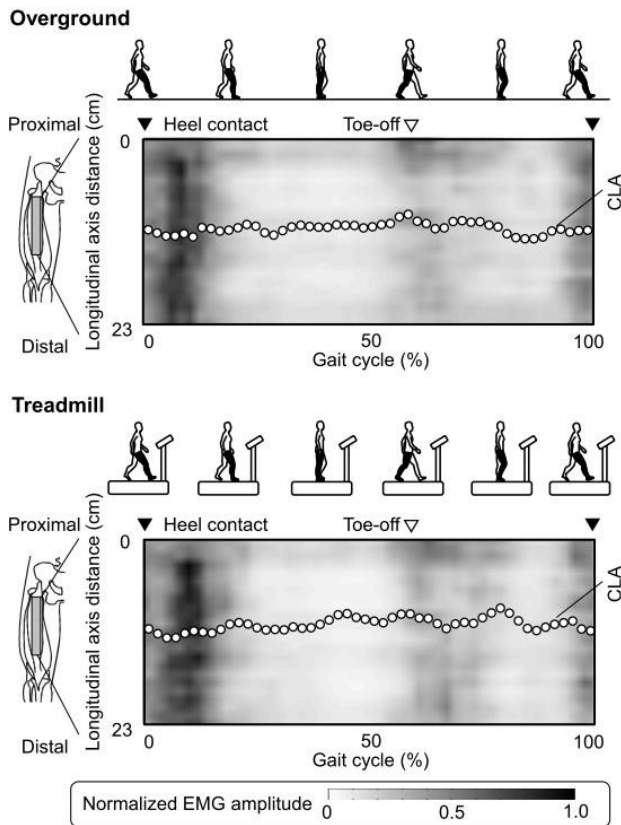 Overground
Proximal
Heel contact
Toe-off
Longitudinal axis distance (cm)
0
23
CLA
Distal
0
50
100
Gait cycle (%)
Treadmill
Proximal
Heel contact
Toe-off
Longitudinal axis distance (cm)
0
23
CLA
Distal
0
50
100
Gait cycle (%)
Normalized EMG amplitude
0
0.5
1.0